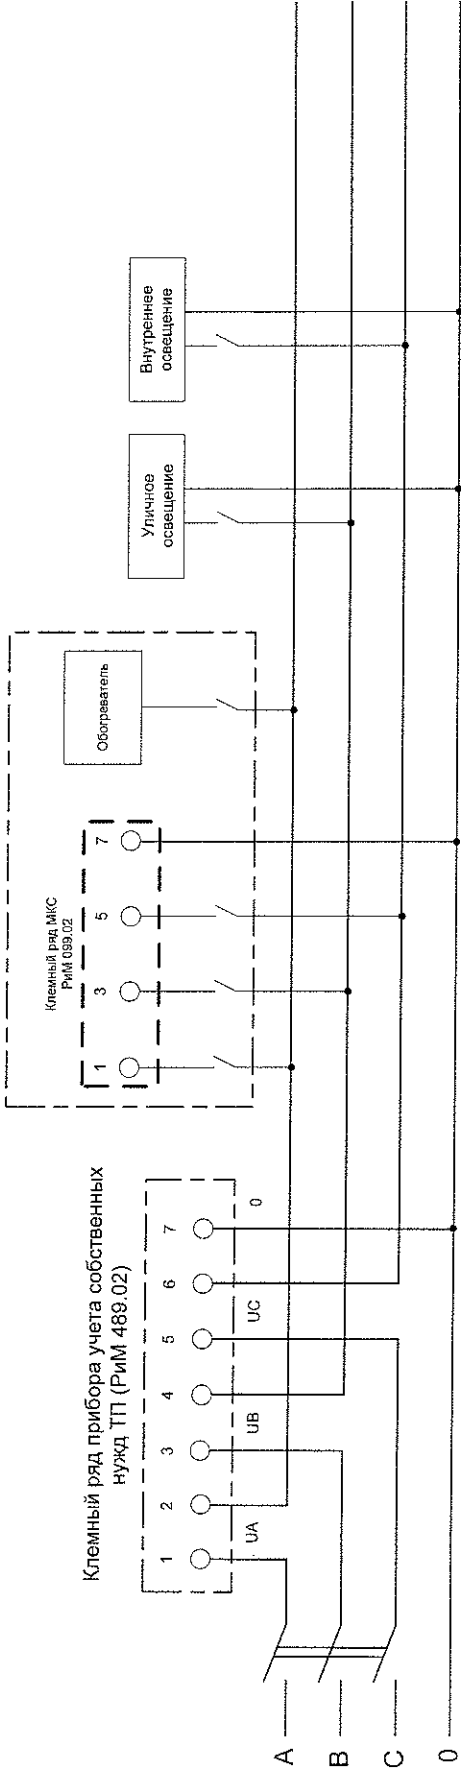 Клемный ряд прибора учета собственных
нужд ТП (РиМ 489.02)
1 2 3 4 5 6 7
UA UB UC 0
A
B
C
0
Клемный ряд МКС
РиМ 099.02
1 3 5 7
Обогреватель
Уличное
освещение
Внутреннее
освещение